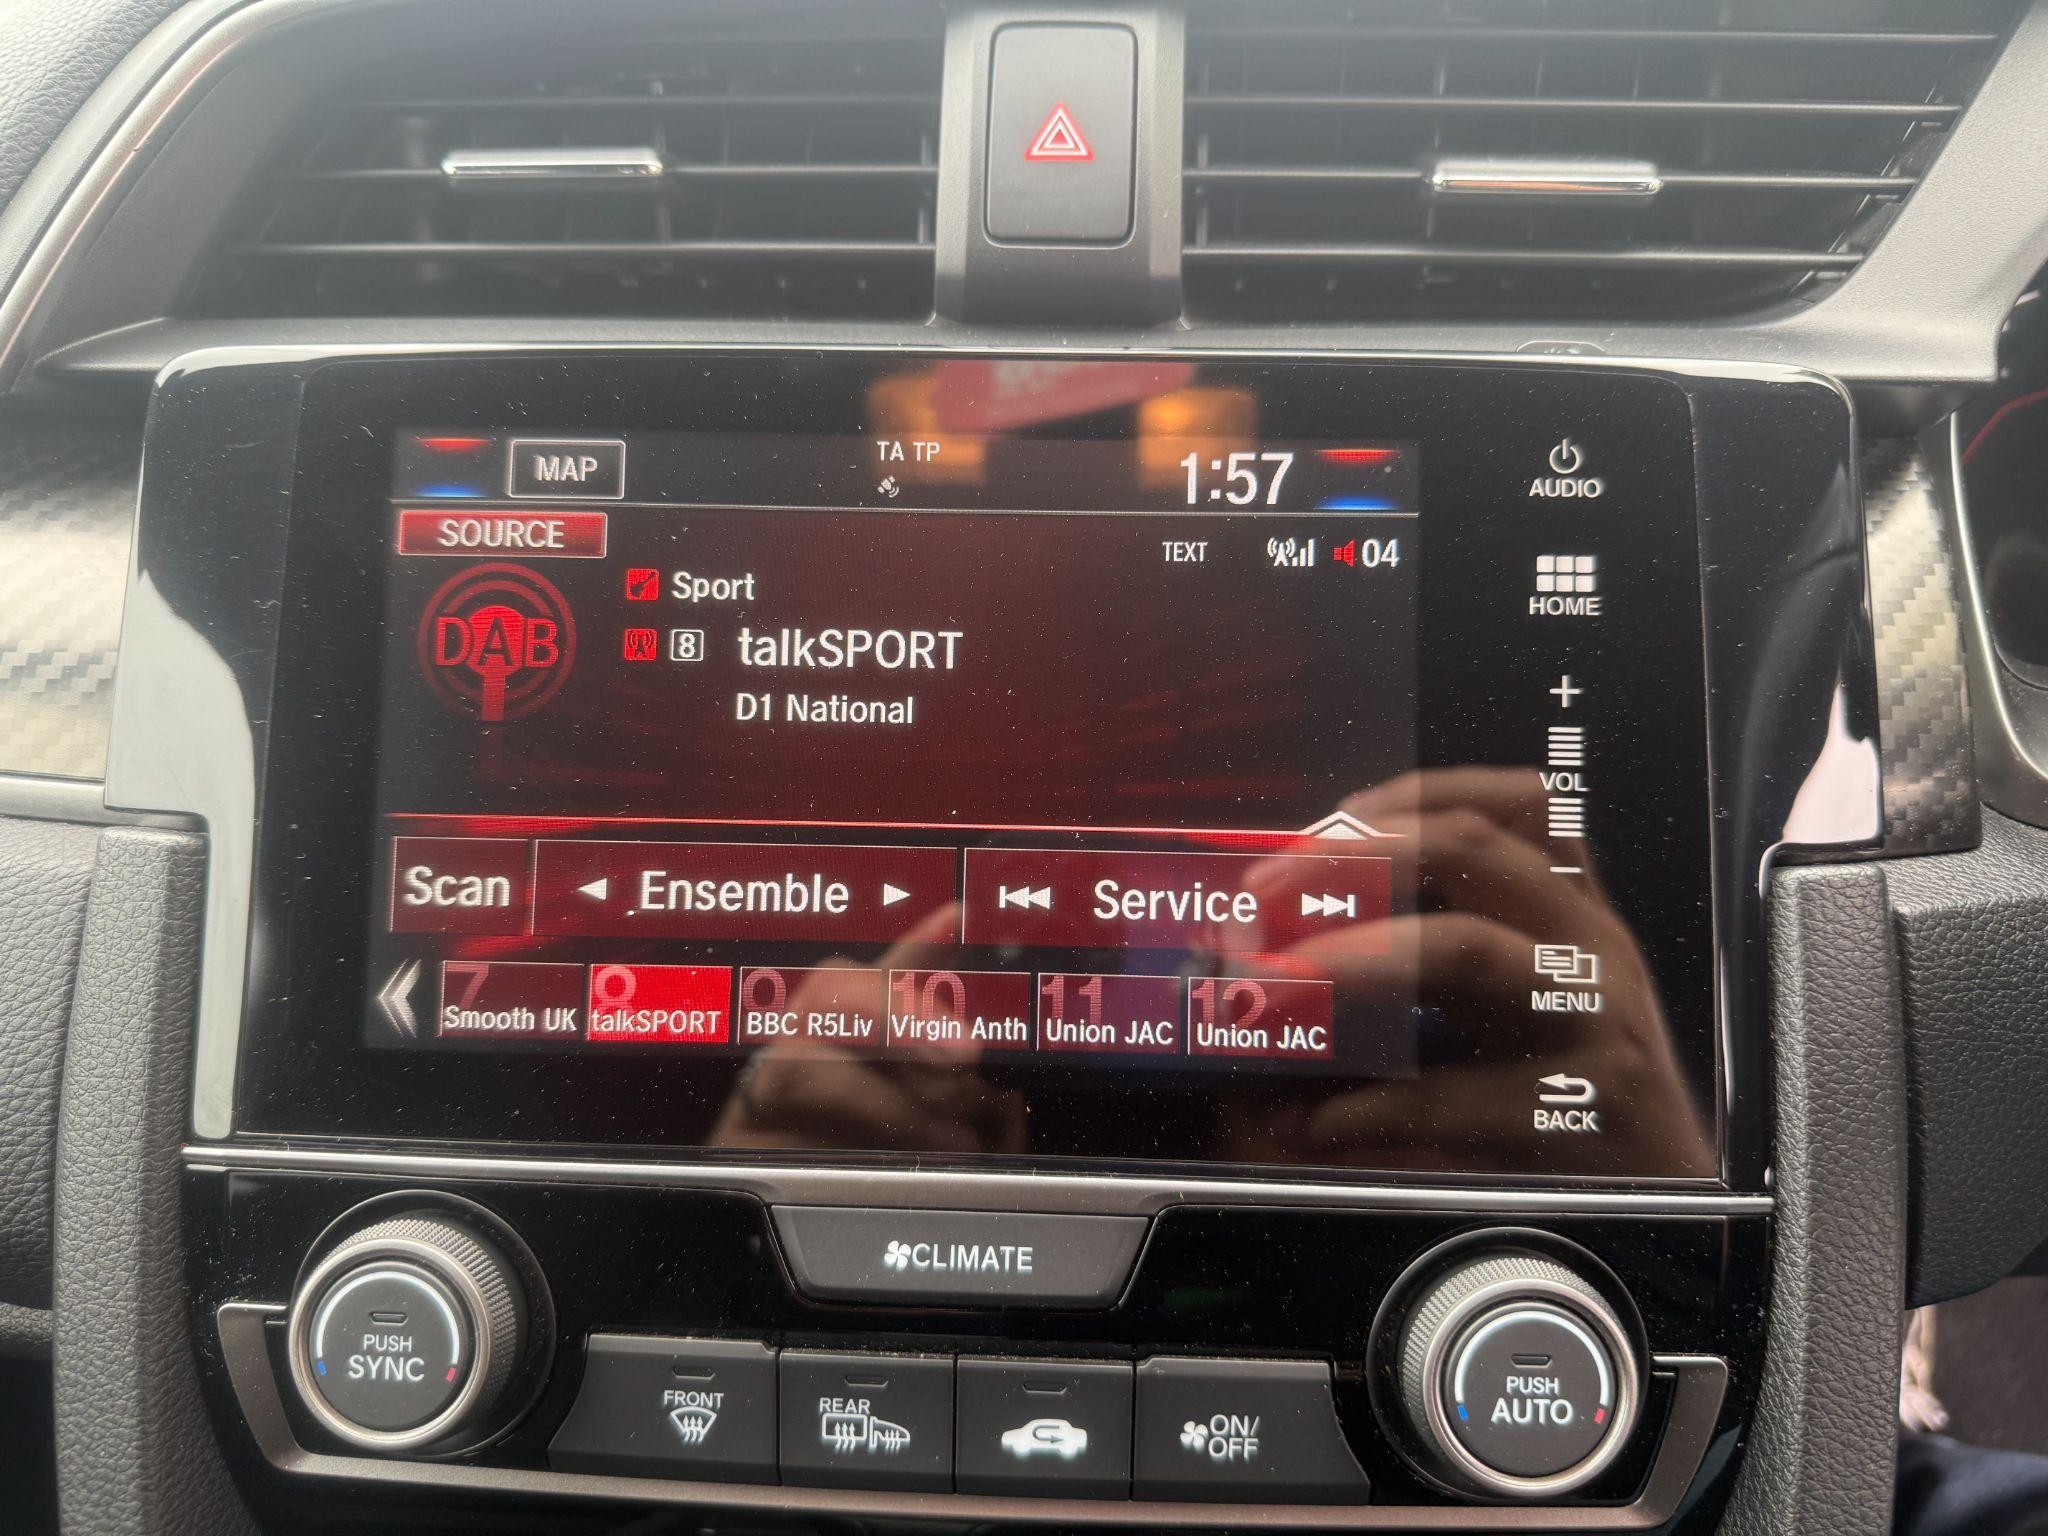 MAP
TA TP
1:57
SOURCE
TEXT
04
Sport
DAB
8 talkSPORT
D1 National
Scan
Ensemble
Service
7 Smooth UK
8 talkSPORT
9 BBC R5Liv
10 Virgin Anth
11 Union JAC
12 Union JAC
AUDIO
HOME
+
VOL
−
MENU
BACK
CLIMATE
PUSH
SYNC
FRONT
REAR
ON/
OFF
PUSH
AUTO